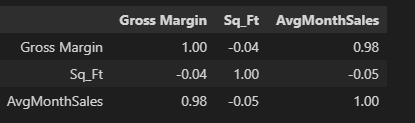 Gross Margin Sq_Ft AvgMonthSales
Gross Margin 1.00 -0.04 0.98
Sq_Ft -0.04 1.00 -0.05
AvgMonthSales 0.98 -0.05 1.00